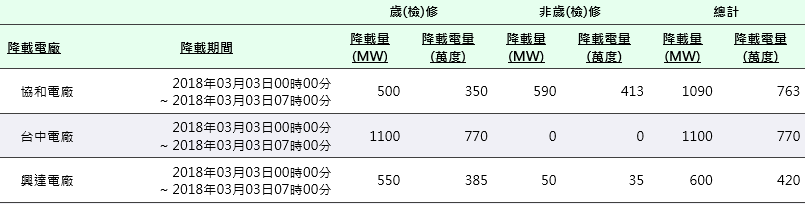 歲(檢)修 非歲(檢)修 總計
降載電廠 降載期間 降載量(MW) 降載電量(萬度) 降載量(MW) 降載電量(萬度) 降載量(MW) 降載電量(萬度)
協和電廠 2018年03月03日00時00分 500 350 590 413 1090 763
~ 2018年03月03日07時00分
台中電廠 2018年03月03日00時00分 1100 770 0 0 1100 770
~ 2018年03月03日07時00分
興達電廠 2018年03月03日00時00分 550 385 50 35 600 420
~ 2018年03月03日07時00分